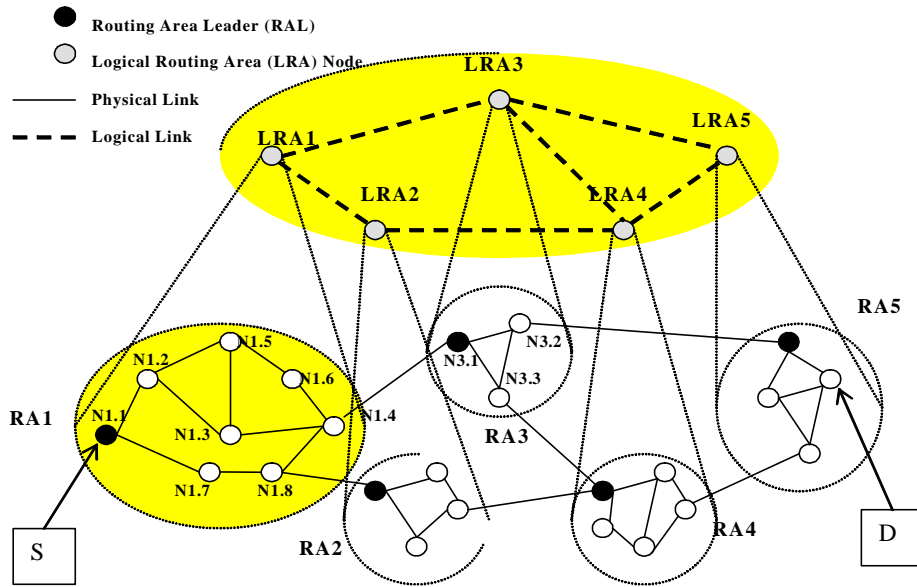 Routing Area Leader (RAL)
Logical Routing Area (LRA) Node
Physical Link
Logical Link
LRA3
LRA1
LRA5
LRA2
LRA4
RA5
N1.5
N1.2
N3.2
N3.1
N1.6
N3.3
RA1
N1.1
N1.3
N1.4
RA3
N1.7
N1.8
RA4
RA2
S
D